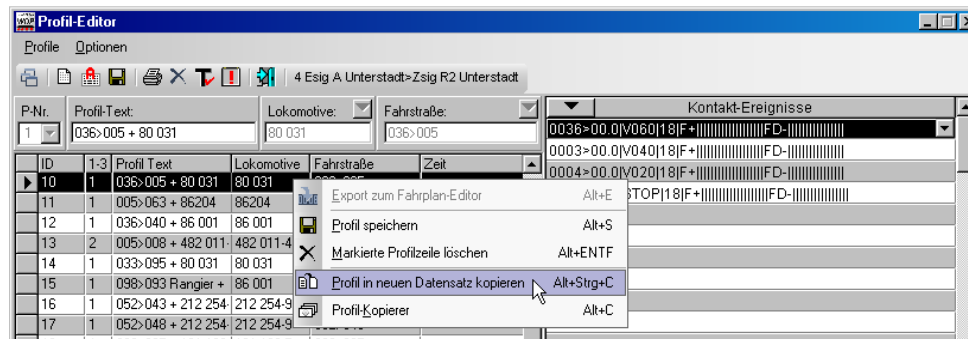 WDP Profil-Editor
Profile Optionen
4 Esig A Unterstadt>Zsig R2 Unterstadt
P-Nr. Profil-Text: Lokomotive: Fahrstraße: Kontakt-Ereignisse
1 036>005 + 80 031 80 031 036>005
0036>00.0|V060|18|F+||||||||||||||||||FD-|||||||||||||||
0003>00.0|V040|18|F+||||||||||||||||||FD-|||||||||||||||
ID 1-3 Profil Text Lokomotive Fahrstraße Zeit
0004>00.0|V020|18|F+||||||||||||||||||FD-|||||||||||||||
10 1 036>005 + 80 031 80 031
STOP|18|F+||||||||||||||||||FD-|||||||||||||||
11 1 005>063 + 86204 86204
12 1 036>040 + 86 001 86 001
13 2 005>008 + 482 011- 482 011-4
14 1 033>095 + 80 031 80 031
15 1 098>093 Rangier + 86 001
16 1 052>043 + 212 254- 212 254-9
17 1 052>048 + 212 254- 212 254-9
Export zum Fahrplan-Editor Alt+E
Profil speichern Alt+S
Markierte Profilzeile löschen Alt+ENTF
Profil in neuen Datensatz kopieren Alt+Strg+C
Profil-Kopierer Alt+C